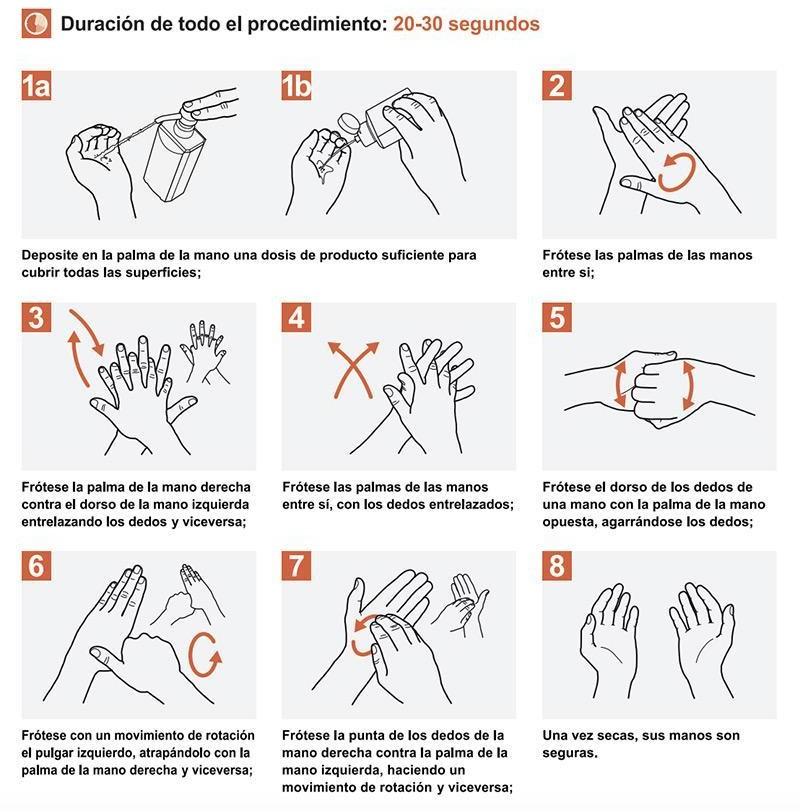 Duración de todo el procedimiento: 20-30 segundos
1a
1b
Deposite en la palma de la mano una dosis de producto suficiente para
cubrir todas las superficies;
2
Frótese las palmas de las manos
entre si;
3
Frótese la palma de la mano derecha
contra el dorso de la mano izquierda
entrelazando los dedos y viceversa;
4
Frótese las palmas de las manos
entre sí, con los dedos entrelazados;
5
Frótese el dorso de los dedos de
una mano con la palma de la mano
opuesta, agarrándose los dedos;
6
Frótese con un movimiento de rotación
el pulgar izquierdo, atrapándolo con la
palma de la mano derecha y viceversa;
7
Frótese la punta de los dedos de la
mano derecha contra la palma de la
mano izquierda, haciendo un
movimiento de rotación y viceversa;
8
Una vez secas, sus manos son
seguras.